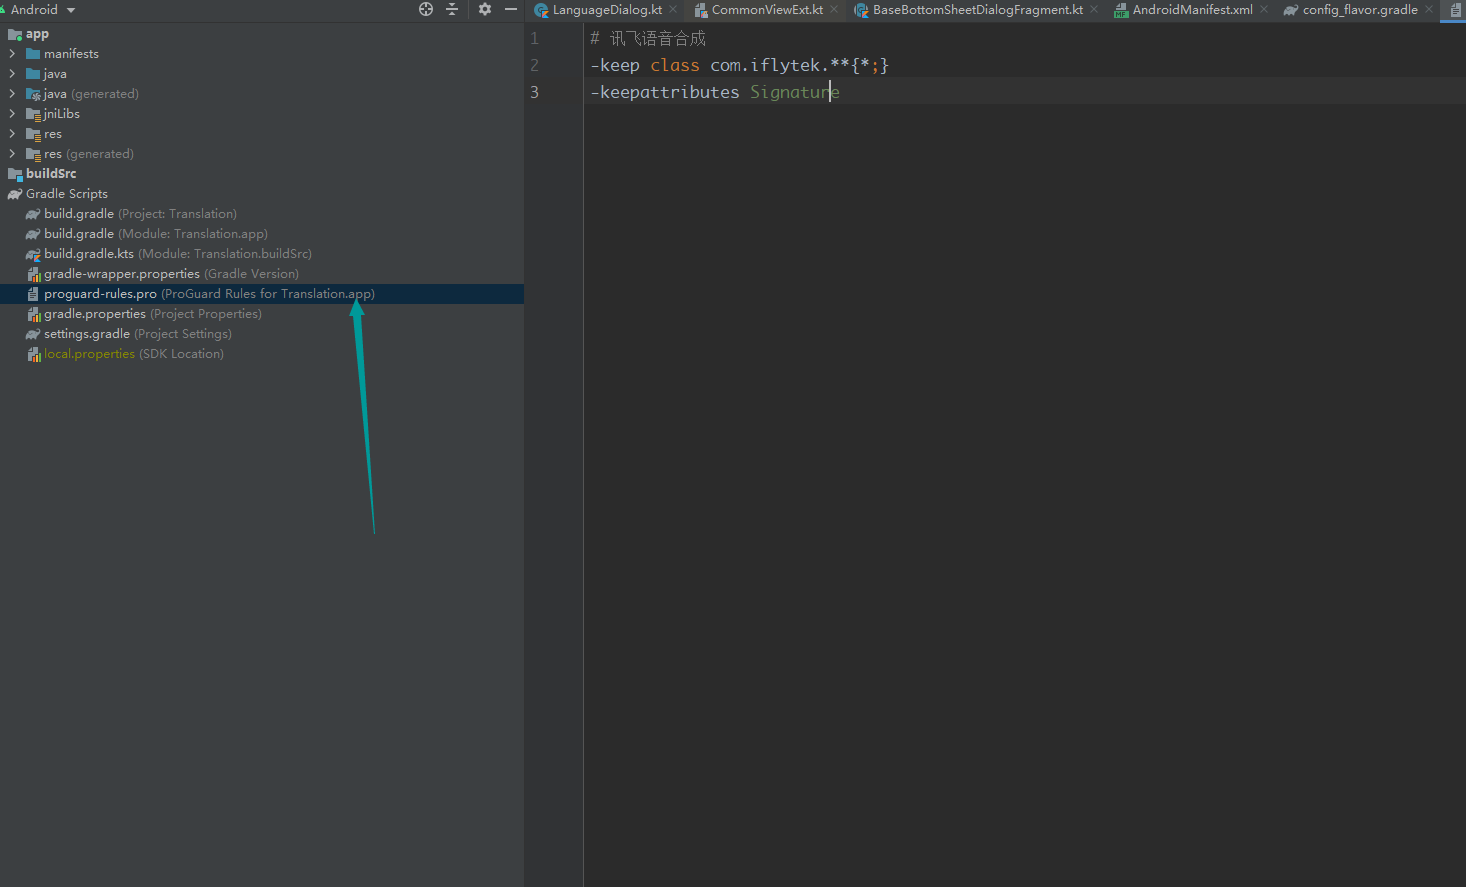 Android
LanguageDialog.kt
CommonViewExt.kt
BaseBottomSheetDialogFragment.kt
AndroidManifest.xml
config_flavor.gradle
app
manifests
java
java (generated)
jniLibs
res
res (generated)
buildSrc
Gradle Scripts
build.gradle (Project: Translation)
build.gradle (Module: Translation.app)
build.gradle.kts (Module: Translation.buildSrc)
gradle-wrapper.properties (Gradle Version)
proguard-rules.pro (ProGuard Rules for Translation.app)
gradle.properties (Project Properties)
settings.gradle (Project Settings)
local.properties (SDK Location)
1 # 讯飞语音合成
2 -keep class com.iflytek.**{*;}
3 -keepattributes Signature